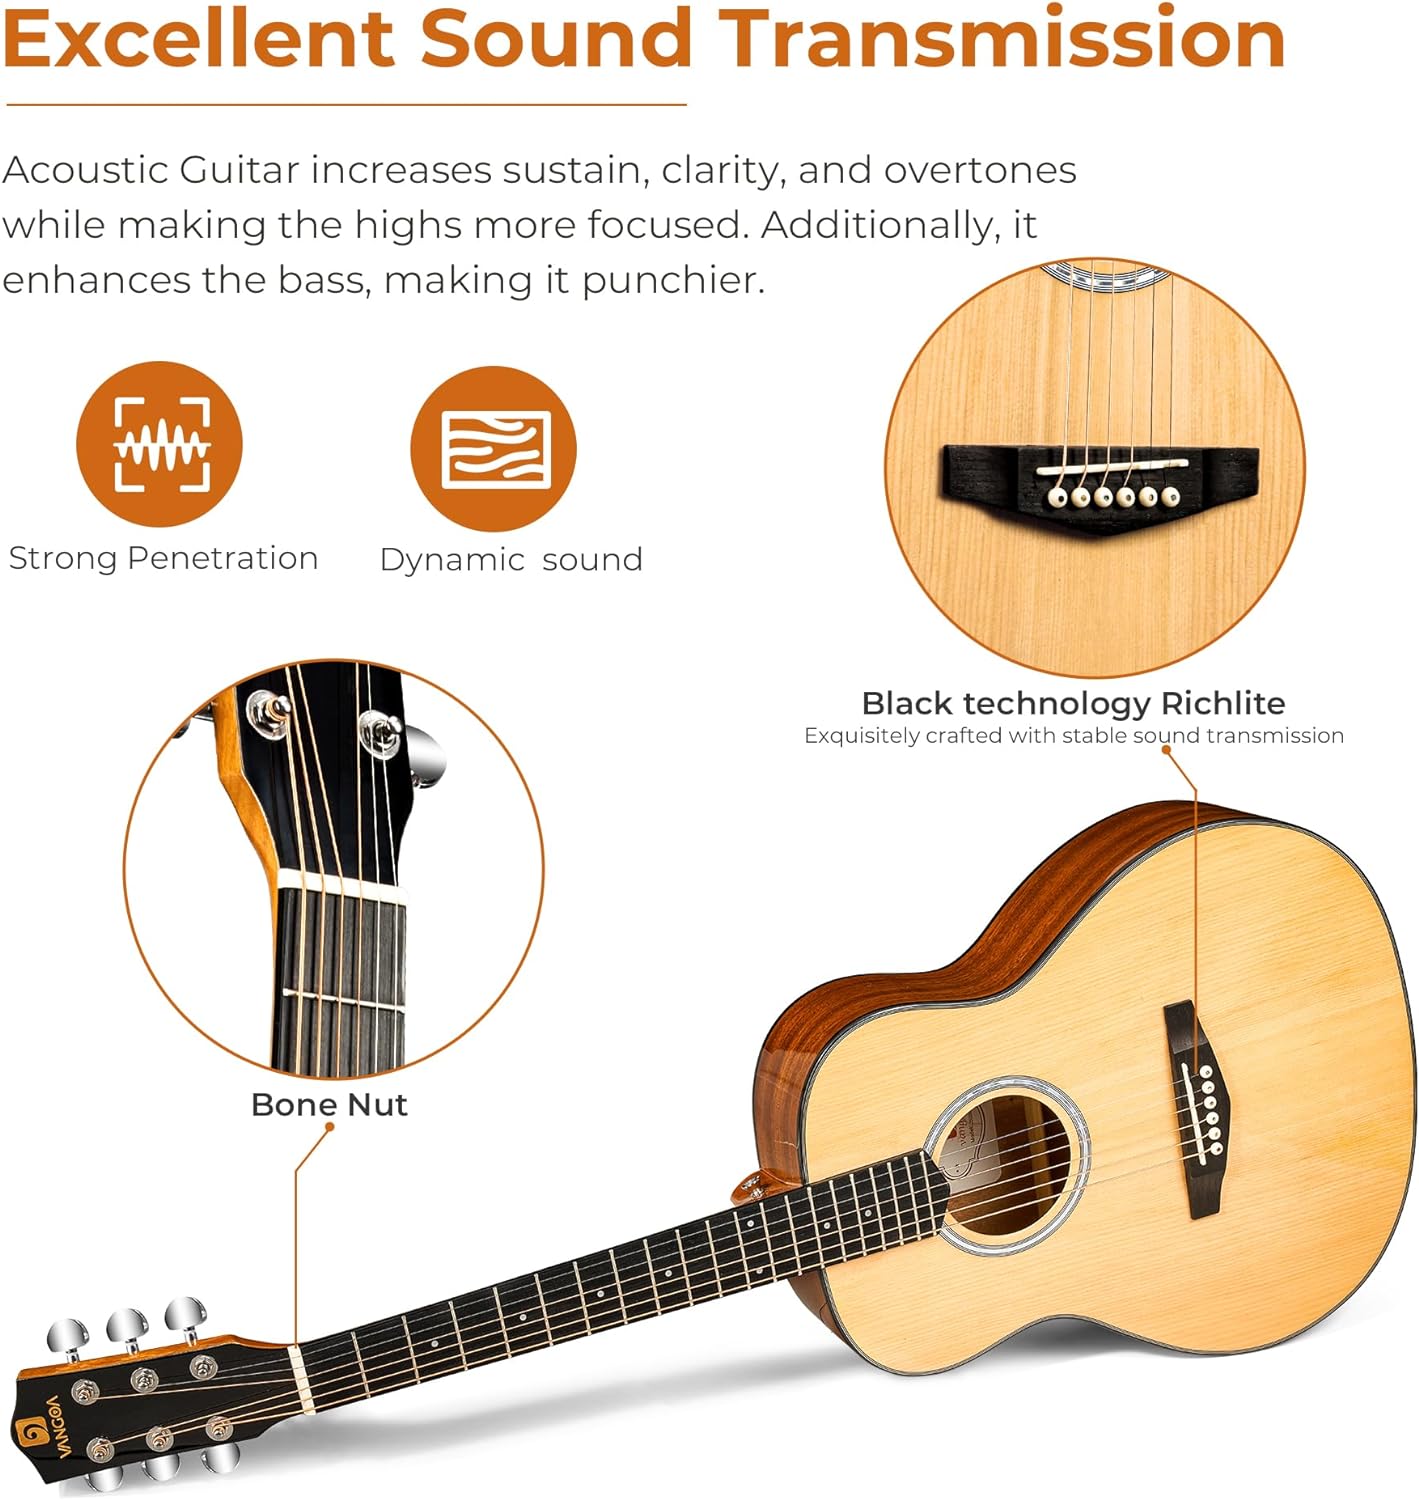 Excellent Sound Transmission
Acoustic Guitar increases sustain, clarity, and overtones
while making the highs more focused. Additionally, it
enhances the bass, making it punchier.
Strong Penetration
Dynamic sound
Black technology Richlite
Exquisitely crafted with stable sound transmission
Bone Nut
VANGOA